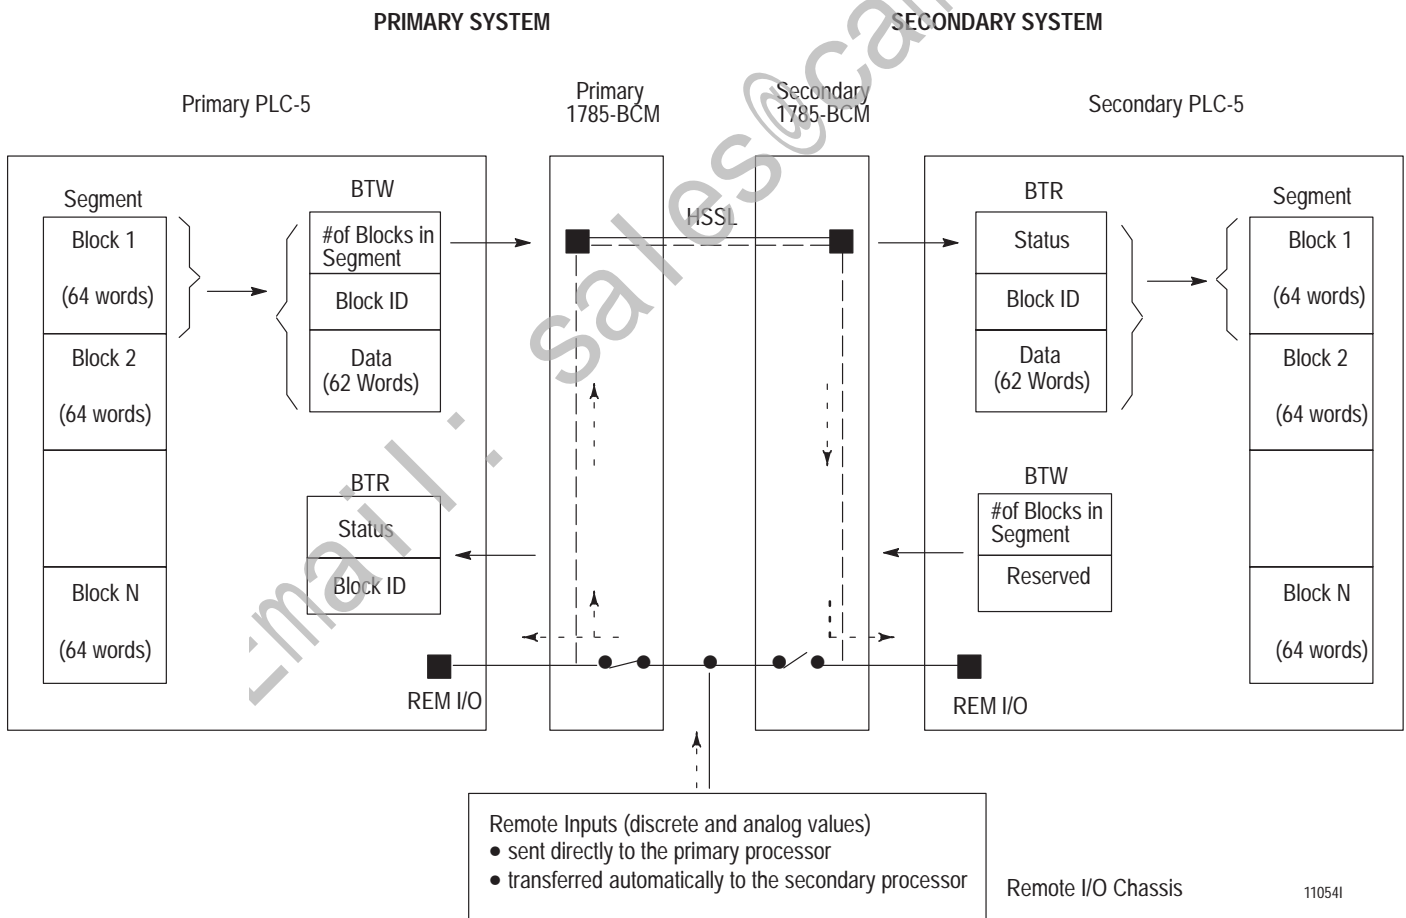 PRIMARY SYSTEM
SECONDARY SYSTEM
Primary PLC-5
Primary
1785-BCM
Secondary
1785-BCM
Secondary PLC-5
Segment
Block 1
(64 words)
Block 2
(64 words)
Block N
(64 words)
BTW
#of Blocks in
Segment
Block ID
Data
(62 Words)
BTR
Status
Block ID
REM I/O
HSSL
BTR
Status
Block ID
Data
(62 Words)
BTW
#of Blocks in
Segment
Reserved
REM I/O
Segment
Block 1
(64 words)
Block 2
(64 words)
Block N
(64 words)
Remote Inputs (discrete and analog values)
• sent directly to the primary processor
• transferred automatically to the secondary processor
Remote I/O Chassis
11054I
Email: sales@ca